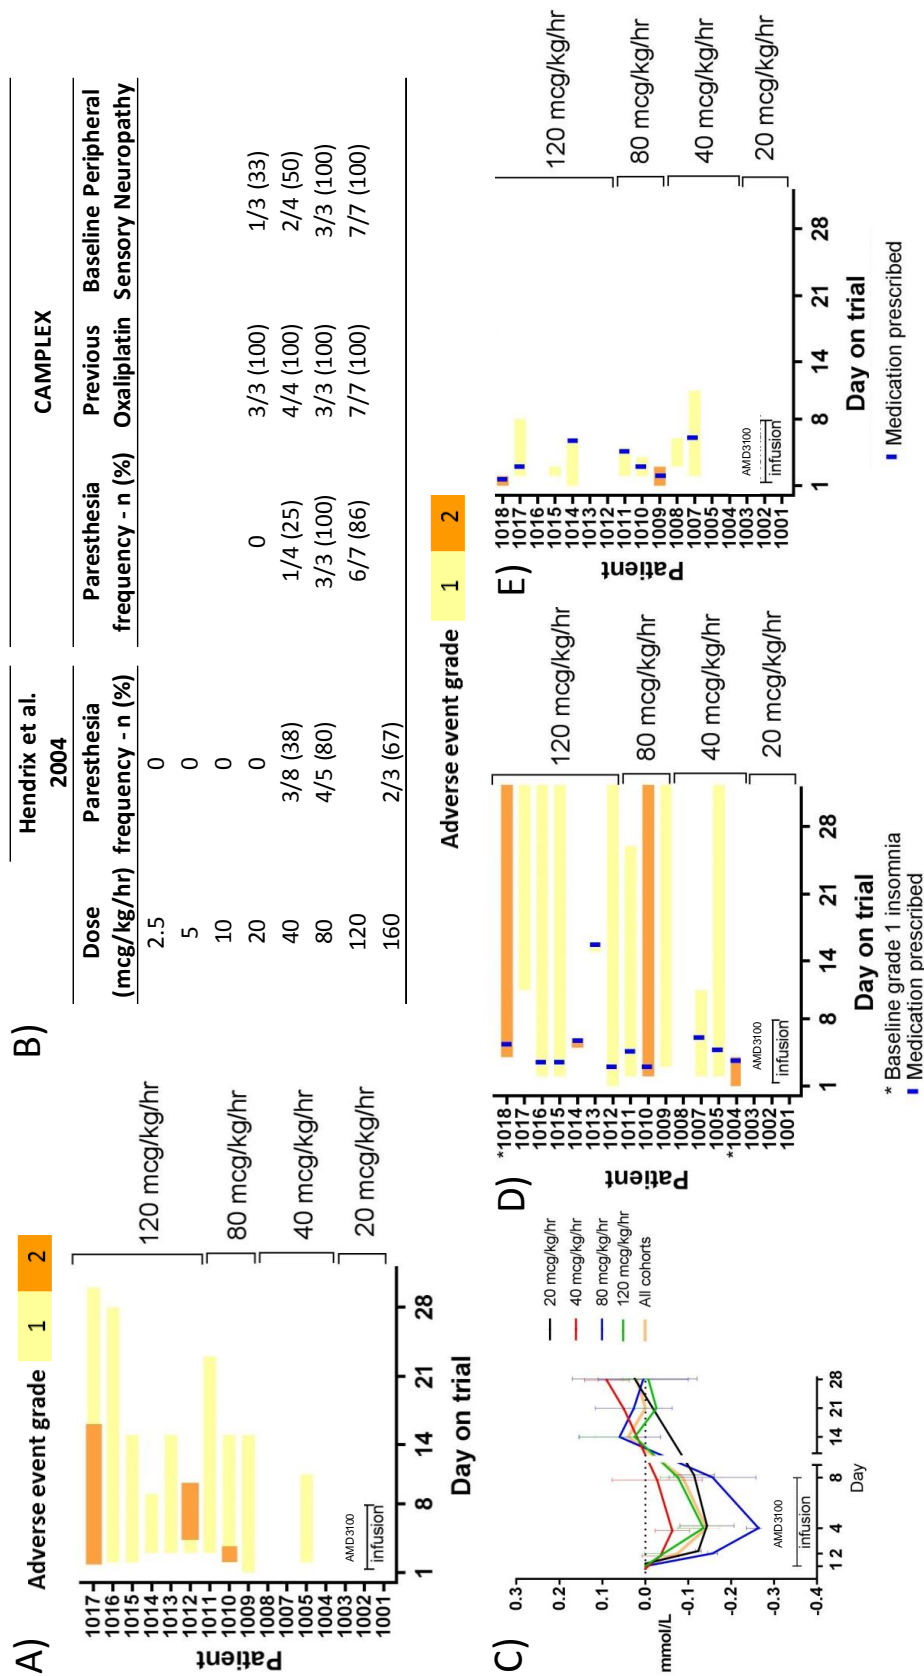 A)
Adverse event grade 1 2
1017
1016
1015
1014
1013
1012
1011
1010
1009
1008
1007
1005
1004
1003
1002
1001
Patient
120 mcg/kg/hr
80 mcg/kg/hr
40 mcg/kg/hr
20 mcg/kg/hr
AMD3100
infusion
1 8 14 21 28
Day on trial
B)
Hendrix et al.
2004
CAMPLEX
Dose
(mcg/kg/hr)
Paresthesia
frequency - n (%)
Paresthesia
frequency - n (%)
Previous
Oxaliplatin
Baseline Peripheral
Sensory Neuropathy
2.5 0
5 0
10 0
20 0 0 3/3 (100) 1/3 (33)
40 3/8 (38) 1/4 (25) 4/4 (100) 2/4 (50)
80 4/5 (80) 3/3 (100) 3/3 (100) 3/3 (100)
120 6/7 (86) 7/7 (100) 7/7 (100)
160 2/3 (67)
C)
0.3
0.2
0.1
0.0
-0.1
-0.2
-0.3
-0.4
mmol/L
20 mcg/kg/hr
40 mcg/kg/hr
80 mcg/kg/hr
120 mcg/kg/hr
All cohorts
AMD3100
infusion
1 2 4 8 14 21 28
Day
Adverse event grade 1 2
D)
*1018
1017
1016
1015
1014
1013
1012
1011
1010
1009
1008
1007
1005
*1004
1003
1002
1001
Patient
120 mcg/kg/hr
80 mcg/kg/hr
40 mcg/kg/hr
20 mcg/kg/hr
AMD3100
infusion
1 8 14 21 28
Day on trial
* Baseline grade 1 insomnia
Medication prescribed
E)
1018
1017
1016
1015
1014
1013
1012
1011
1010
1009
1008
1007
1005
1004
1003
1002
1001
Patient
120 mcg/kg/hr
80 mcg/kg/hr
40 mcg/kg/hr
20 mcg/kg/hr
AMD3100
infusion
1 8 14 21 28
Day on trial
Medication prescribed